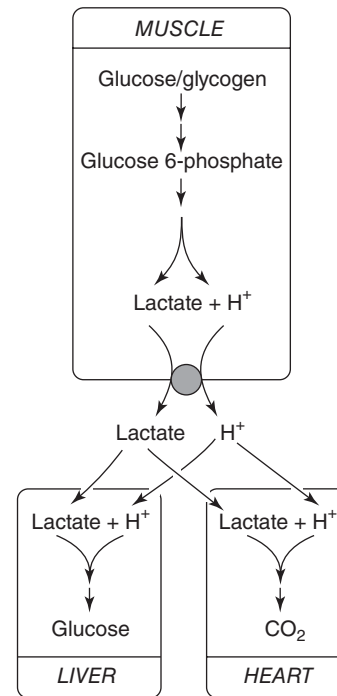 MUSCLE
Glucose/glycogen
Glucose 6-phosphate
Lactate + H⁺
Lactate H⁺
Lactate + H⁺ Lactate + H⁺
Glucose CO₂
LIVER HEART